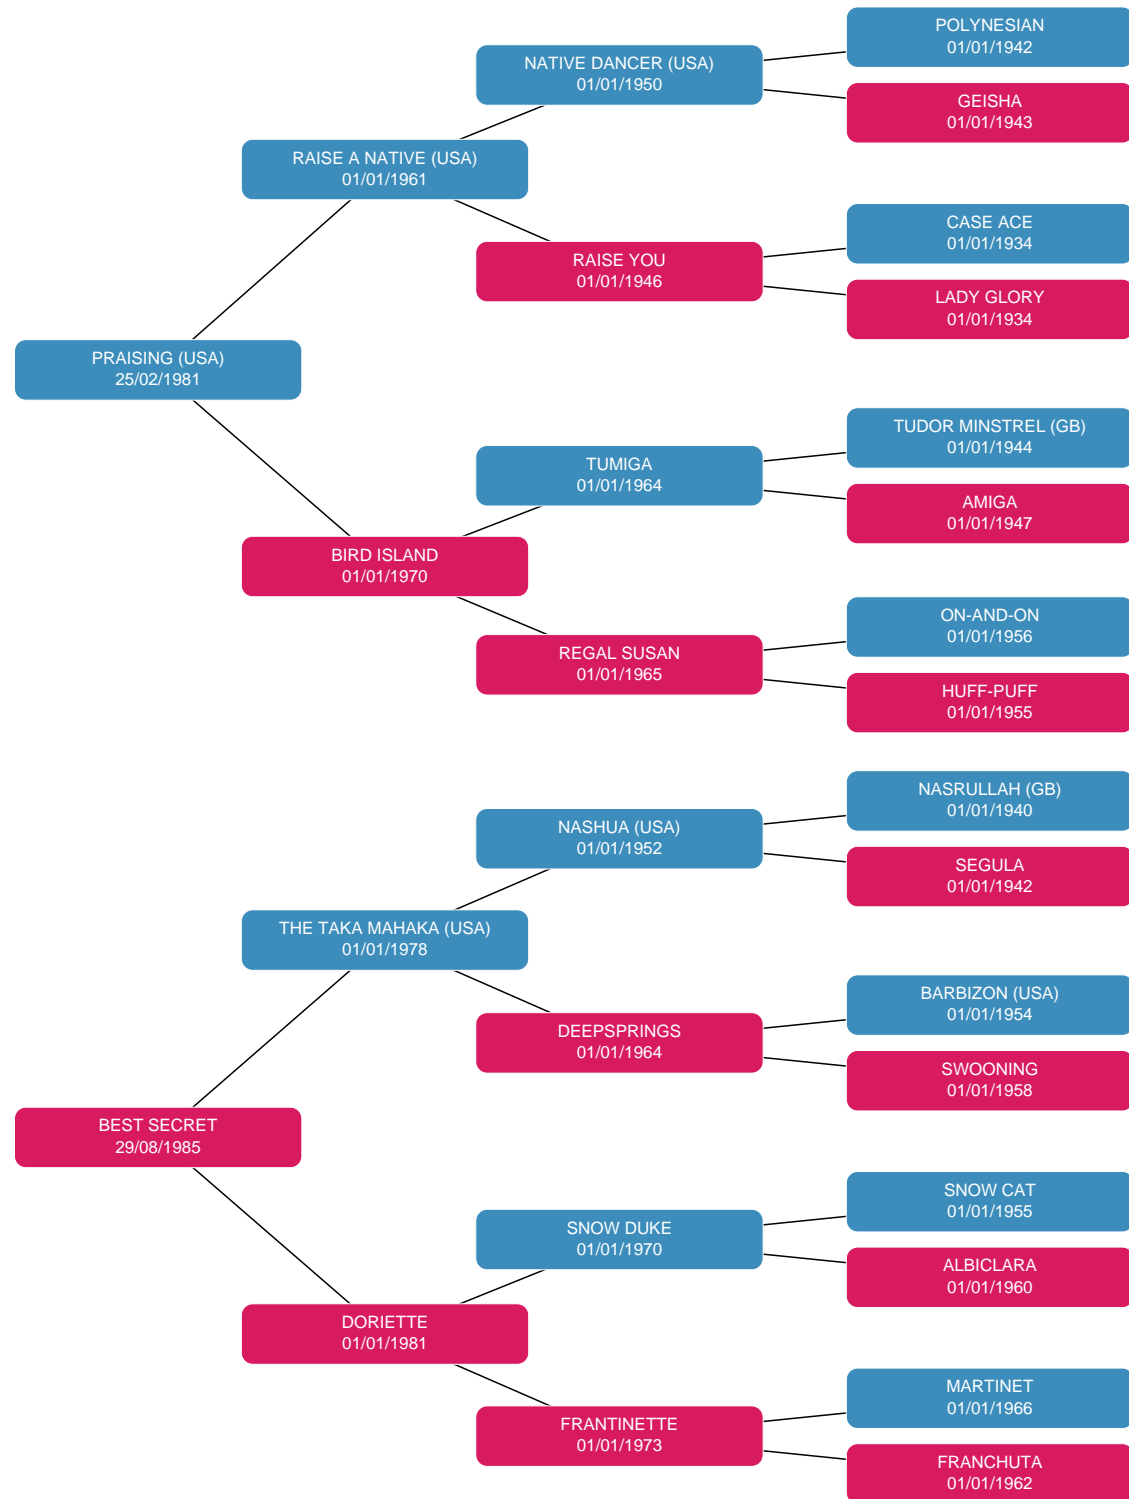 POLYNESIAN
01/01/1942
NATIVE DANCER (USA)
01/01/1950
GEISHA
01/01/1943
RAISE A NATIVE (USA)
01/01/1961
CASE ACE
01/01/1934
RAISE YOU
01/01/1946
LADY GLORY
01/01/1934
PRAISING (USA)
25/02/1981
TUDOR MINSTREL (GB)
01/01/1944
TUMIGA
01/01/1964
AMIGA
01/01/1947
BIRD ISLAND
01/01/1970
ON-AND-ON
01/01/1956
REGAL SUSAN
01/01/1965
HUFF-PUFF
01/01/1955
NASRULLAH (GB)
01/01/1940
NASHUA (USA)
01/01/1952
SEGULA
01/01/1942
THE TAKA MAHAKA (USA)
01/01/1978
BARBIZON (USA)
01/01/1954
DEEPSPRINGS
01/01/1964
SWOONING
01/01/1958
BEST SECRET
29/08/1985
SNOW CAT
01/01/1955
SNOW DUKE
01/01/1970
ALBICLARA
01/01/1960
DORIETTE
01/01/1981
MARTINET
01/01/1966
FRANTINETTE
01/01/1973
FRANCHUTA
01/01/1962